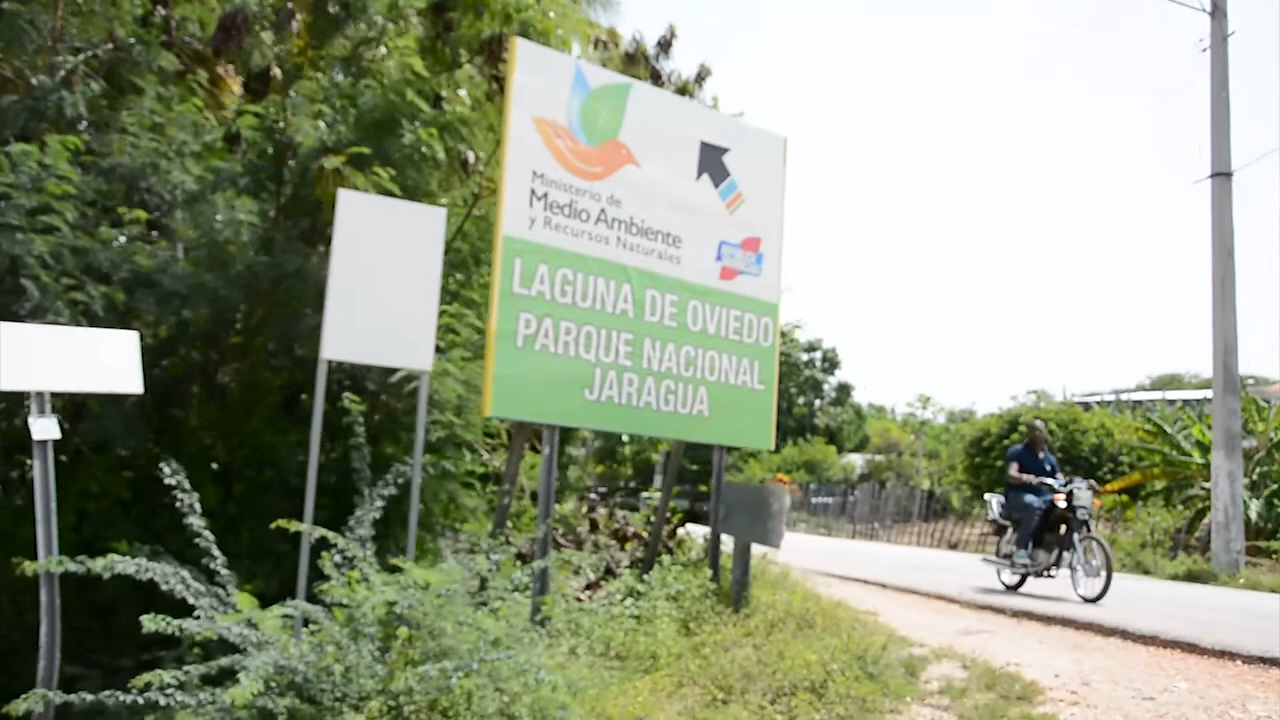 Ministerio de
Medio Ambiente
y Recursos Naturales
LAGUNA DE OVIEDO
PARQUE NACIONAL
JARAGUA